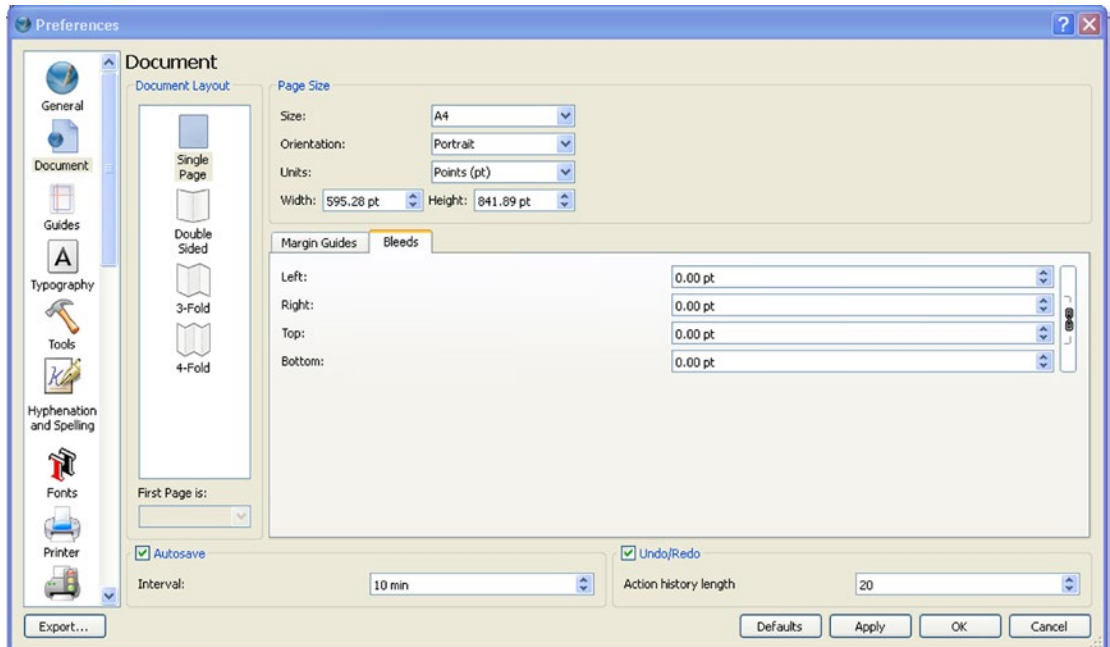 Preferences
General
Document
Guides
Typography
Tools
Hyphenation
and Spelling
Fonts
Printer
Export...
Document
Document Layout
Single
Page
Double
Sided
3-Fold
4-Fold
First Page is:
Page Size
Size: A4
Orientation: Portrait
Units: Points (pt)
Width: 595.28 pt Height: 841.89 pt
Margin Guides Bleeds
Left: 0.00 pt
Right: 0.00 pt
Top: 0.00 pt
Bottom: 0.00 pt
Autosave
Interval: 10 min
Undo/Redo
Action history length 20
Defaults Apply OK Cancel